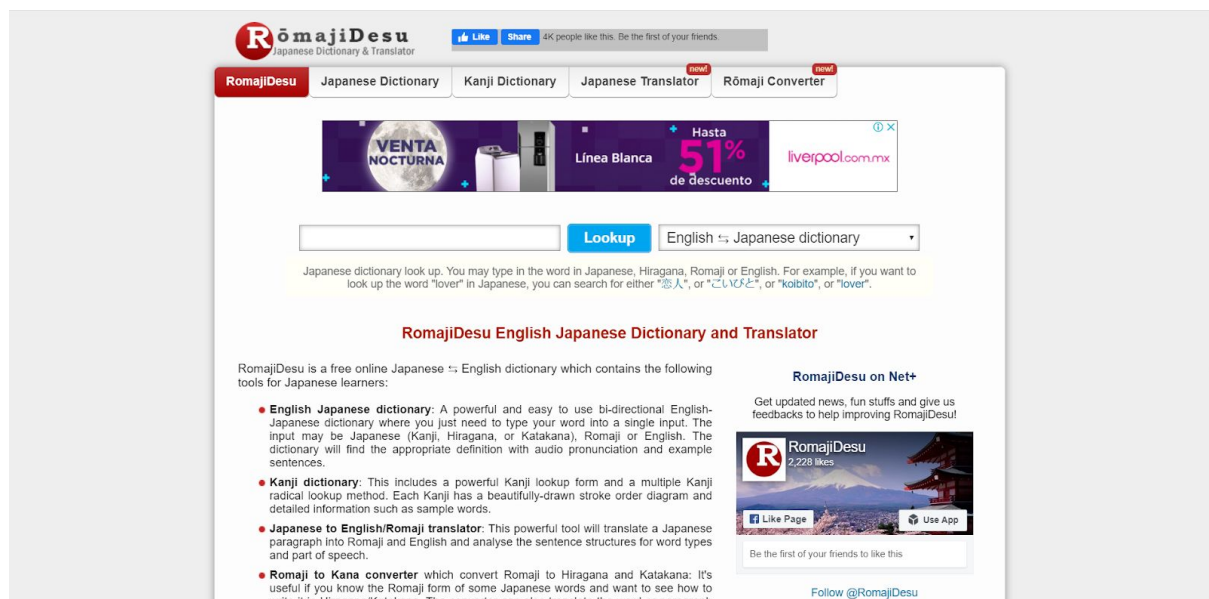 RōmajiDesu
Japanese Dictionary & Translator
Like Share 4K people like this. Be the first of your friends.
RomajiDesu Japanese Dictionary Kanji Dictionary Japanese Translator new! Rōmaji Converter new!
VENTA
NOCTURNA
Línea Blanca
Hasta
51%
de descuento
liverpool.com.mx
Lookup English ⇆ Japanese dictionary
Japanese dictionary look up. You may type in the word in Japanese, Hiragana, Romaji or English. For example, if you want to
look up the word "lover" in Japanese, you can search for either "恋人", or "こいびと", or "koibito", or "lover".
RomajiDesu English Japanese Dictionary and Translator
RomajiDesu is a free online Japanese ⇆ English dictionary which contains the following
tools for Japanese learners:
English Japanese dictionary: A powerful and easy to use bi-directional English-
Japanese dictionary where you just need to type your word into a single input. The
input may be Japanese (Kanji, Hiragana, or Katakana), Romaji or English. The
dictionary will find the appropriate definition with audio pronunciation and example
sentences.
Kanji dictionary: This includes a powerful Kanji lookup form and a multiple Kanji
radical lookup method. Each Kanji has a beautifully-drawn stroke order diagram and
detailed information such as sample words.
Japanese to English/Romaji translator: This powerful tool will translate a Japanese
paragraph into Romaji and English and analyse the sentence structures for word types
and part of speech.
Romaji to Kana converter which convert Romaji to Hiragana and Katakana: It's
useful if you know the Romaji form of some Japanese words and want to see how to
RomajiDesu on Net+
Get updated news, fun stuffs and give us
feedbacks to help improving RomajiDesu!
R
RomajiDesu
2,228 likes
Like Page Use App
Be the first of your friends to like this
Follow @RomajiDesu